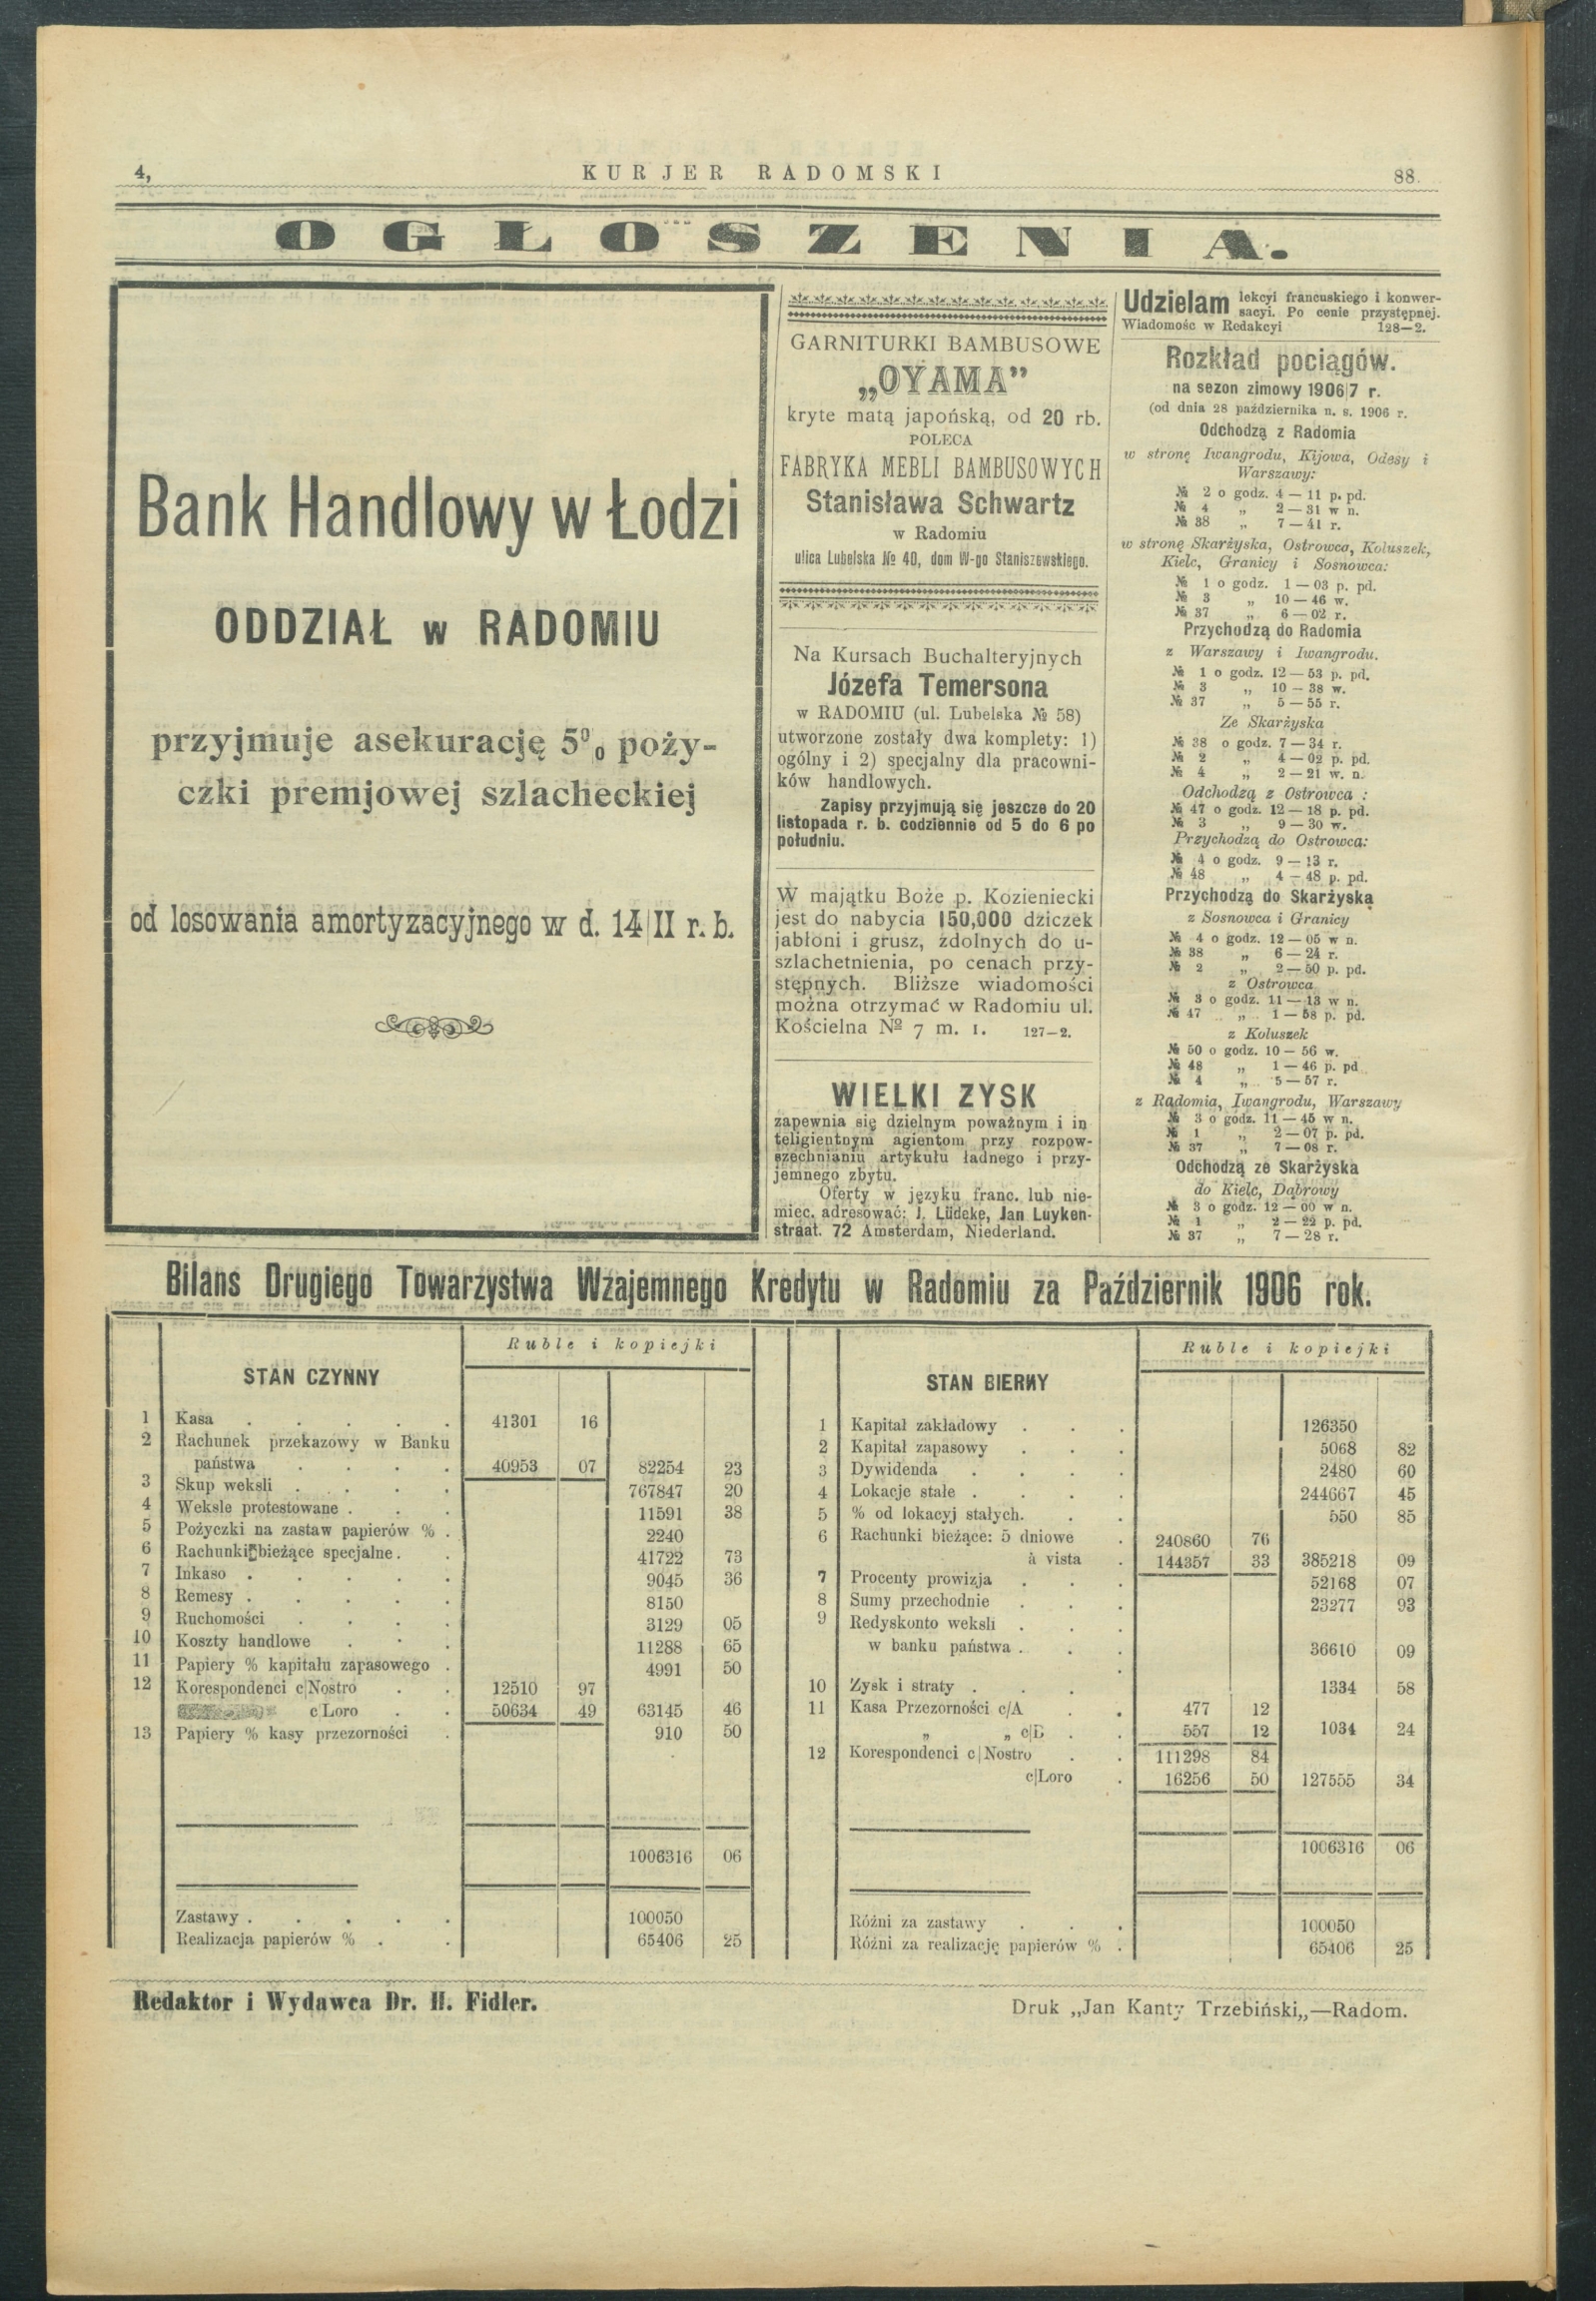 4,
KURJER RADOMSKI
88.
OGŁOSZENIA.
Bank Handlowy w Łodzi
ODDZIAŁ w RADOMIU
przyjmuje asekurację 5% poży-
czki premjowej szlacheckiej
od losowania amortyzacyjnego w d. 14|II r. b.
GARNITURKI BAMBUSOWE
„OYAMA”
kryte matą japońską, od 20 rb.
POLECA
FABRYKA MEBLI BAMBUSOWYCH
Stanisława Schwartz
w Radomiu
ulica Lubelska № 40, dom W-go Staniszewskiego.
Na Kursach Buchalteryjnych
Józefa Temersona
w RADOMIU (ul. Lubelska № 58)
utworzone zostały dwa komplety: 1)
ogólny i 2) specjalny dla pracowni-
ków handlowych.
Zapisy przyjmują się jeszcze do 20
listopada r. b. codziennie od 5 do 6 po
południu.
W majątku Boże p. Kozieniecki
jest do nabycia 150,000 dziczek
jabłoni i grusz, zdolnych do u-
szlachetnienia, po cenach przy-
stępnych. Bliższe wiadomości
można otrzymać w Radomiu ul.
Kościelna № 7 m. 1. 127—2.
WIELKI ZYSK
zapewnia się dzielnym poważnym i in
teligientnym agientom przy rozpow-
szechnianiu artykułu ładnego i przy-
jemnego zbytu.
Oferty w języku franc. lub nie-
miec. adresować: J. Lüdeke, Jan Luyken-
straat. 72 Amsterdam, Niederland.
Udzielam lekcyi francuskiego i konwer-
sacyi. Po cenie przystępnej.
Wiadomośc w Redakcyi 128—2.
Rozkład pociągów.
na sezon zimowy 1906|7 r.
(od dnia 28 października n. s. 1906 r.
Odchodzą z Radomia
w stronę Iwangrodu, Kijowa, Odesy i
Warszawy:
№ 2 o godz. 4 — 11 p. pd.
№ 4 „ 2 — 31 w n.
№ 38 „ 7 — 41 r.
w stronę Skarżyska, Ostrowca, Koluszek,
Kielc, Granicy i Sosnowca:
№ 1 o godz. 1 — 03 p. pd.
№ 3 „ 10 — 46 w.
№ 37 „ 6 — 02 r.
Przychodzą do Radomia
z Warszawy i Iwangrodu.
№ 1 o godz. 12 — 53 p. pd.
№ 3 „ 10 — 38 w.
№ 37 „ 5 — 55 r.
Ze Skarżyska
№ 38 o godz. 7 — 34 r.
№ 2 „ 4 — 02 p. pd.
№ 4 „ 2 — 21 w. n.
Odchodzą z Ostrowca :
№ 47 o godz. 12 — 18 p. pd.
№ 3 „ 9 — 30 w.
Przychodzą do Ostrowca:
№ 4 o godz. 9 — 13 r.
№ 48 „ 4 — 48 p. pd.
Przychodzą do Skarżyska
z Sosnowca i Granicy
№ 4 o godz. 12 — 05 w n.
№ 38 „ 6 — 24 r.
№ 2 „ 2 — 50 p. pd.
z Ostrowca
№ 3 o godz. 11 — 13 w n.
№ 47 „ 1 — 58 p. pd.
z Koluszek
№ 50 o godz. 10 — 56 w.
№ 48 „ 1 — 46 p. pd
№ 4 „ 5 — 57 r.
z Radomia, Iwangrodu, Warszawy
№ 3 o godz. 11 — 45 w n.
№ 1 „ 2 — 07 p. pd.
№ 37 „ 7 — 08 r.
Odchodzą ze Skarżyska
do Kielc, Dąbrowy
№ 3 o godz. 12 — 00 w n.
№ 1 „ 2 — 22 p. pd.
№ 37 „ 7 — 28 r.
Bilans Drugiego Towarzystwa Wzajemnego Kredytu w Radomiu za Październik 1906 rok.
STAN CZYNNY Ruble i kopiejki
1 Kasa . . . . . 41301 16
2 Rachunek przekazowy w Banku
państwa . . . . 40953 07 82254 23
3 Skup weksli . . . . 767847 20
4 Weksle protestowane . . . 11591 38
5 Pożyczki na zastaw papierów % . 2240
6 Rachunki bieżące specjalne . . 41722 73
7 Inkaso . . . . . 9045 36
8 Remesy . . . . . 8150
9 Ruchomości . . . . 3129 05
10 Koszty handlowe . . . 11288 65
11 Papiery % kapitału zapasowego . 4991 50
12 Korespondenci c|Nostro . . 12510 97
c|Loro . . 50634 49 63145 46
13 Papiery % kasy przezorności . 910 50
1006316 06
Zastawy . . . . . 100050
Realizacja papierów % . . 65406 25
STAN BIERNY Ruble i kopiejki
1 Kapitał zakładowy . . . 126350
2 Kapitał zapasowy . . . 5068 82
3 Dywidenda . . . . 2480 60
4 Lokacje stałe . . . . 244667 45
5 % od lokacyj stałych. . . 550 85
6 Rachunki bieżące: 5 dniowe . 240860 76
à vista . 144357 33 385218 09
7 Procenty prowizja . . . 52168 07
8 Sumy przechodnie . . . 23277 93
9 Redyskonto weksli . . .
w banku państwa . . . 36610 09
10 Zysk i straty . . . . 1334 58
11 Kasa Przezorności c/A . . 477 12
„ „ c|B . . 557 12 1034 24
12 Korespondenci c|Nostro . . 111298 84
c|Loro . 16256 50 127555 34
1006316 06
Różni za zastawy . . . 100050
Różni za realizację papierów % . 65406 25
Redaktor i Wydawca Dr. H. Fidler.
Druk „Jan Kanty Trzebiński„—Radom.